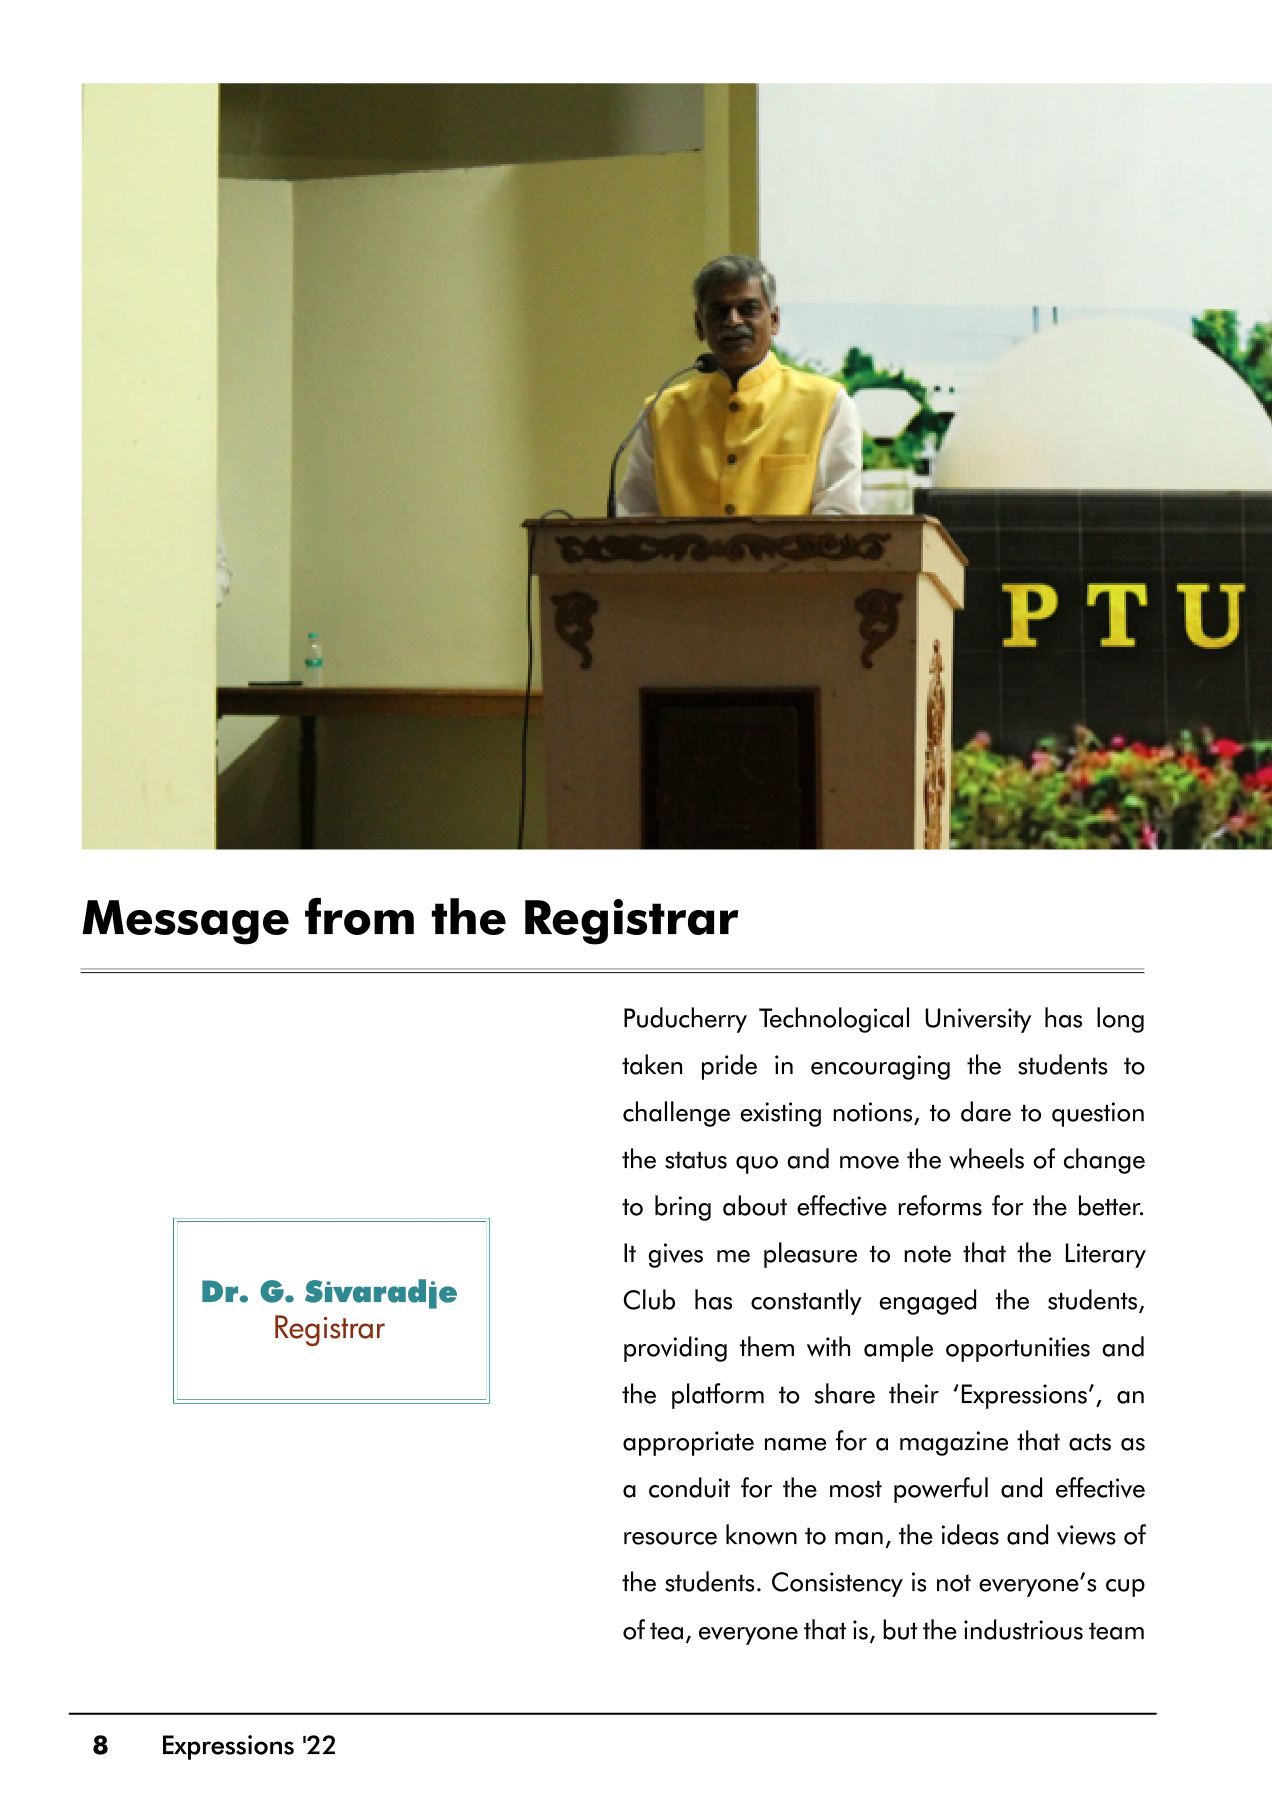 PTU
Message from the Registrar
Dr. G. Sivaradje
Registrar
Puducherry Technological University has long
taken pride in encouraging the students to
challenge existing notions, to dare to question
the status quo and move the wheels of change
to bring about effective reforms for the better.
It gives me pleasure to note that the Literary
Club has constantly engaged the students,
providing them with ample opportunities and
the platform to share their ‘Expressions’, an
appropriate name for a magazine that acts as
a conduit for the most powerful and effective
resource known to man, the ideas and views of
the students. Consistency is not everyone’s cup
of tea, everyone that is, but the industrious team
8 Expressions '22